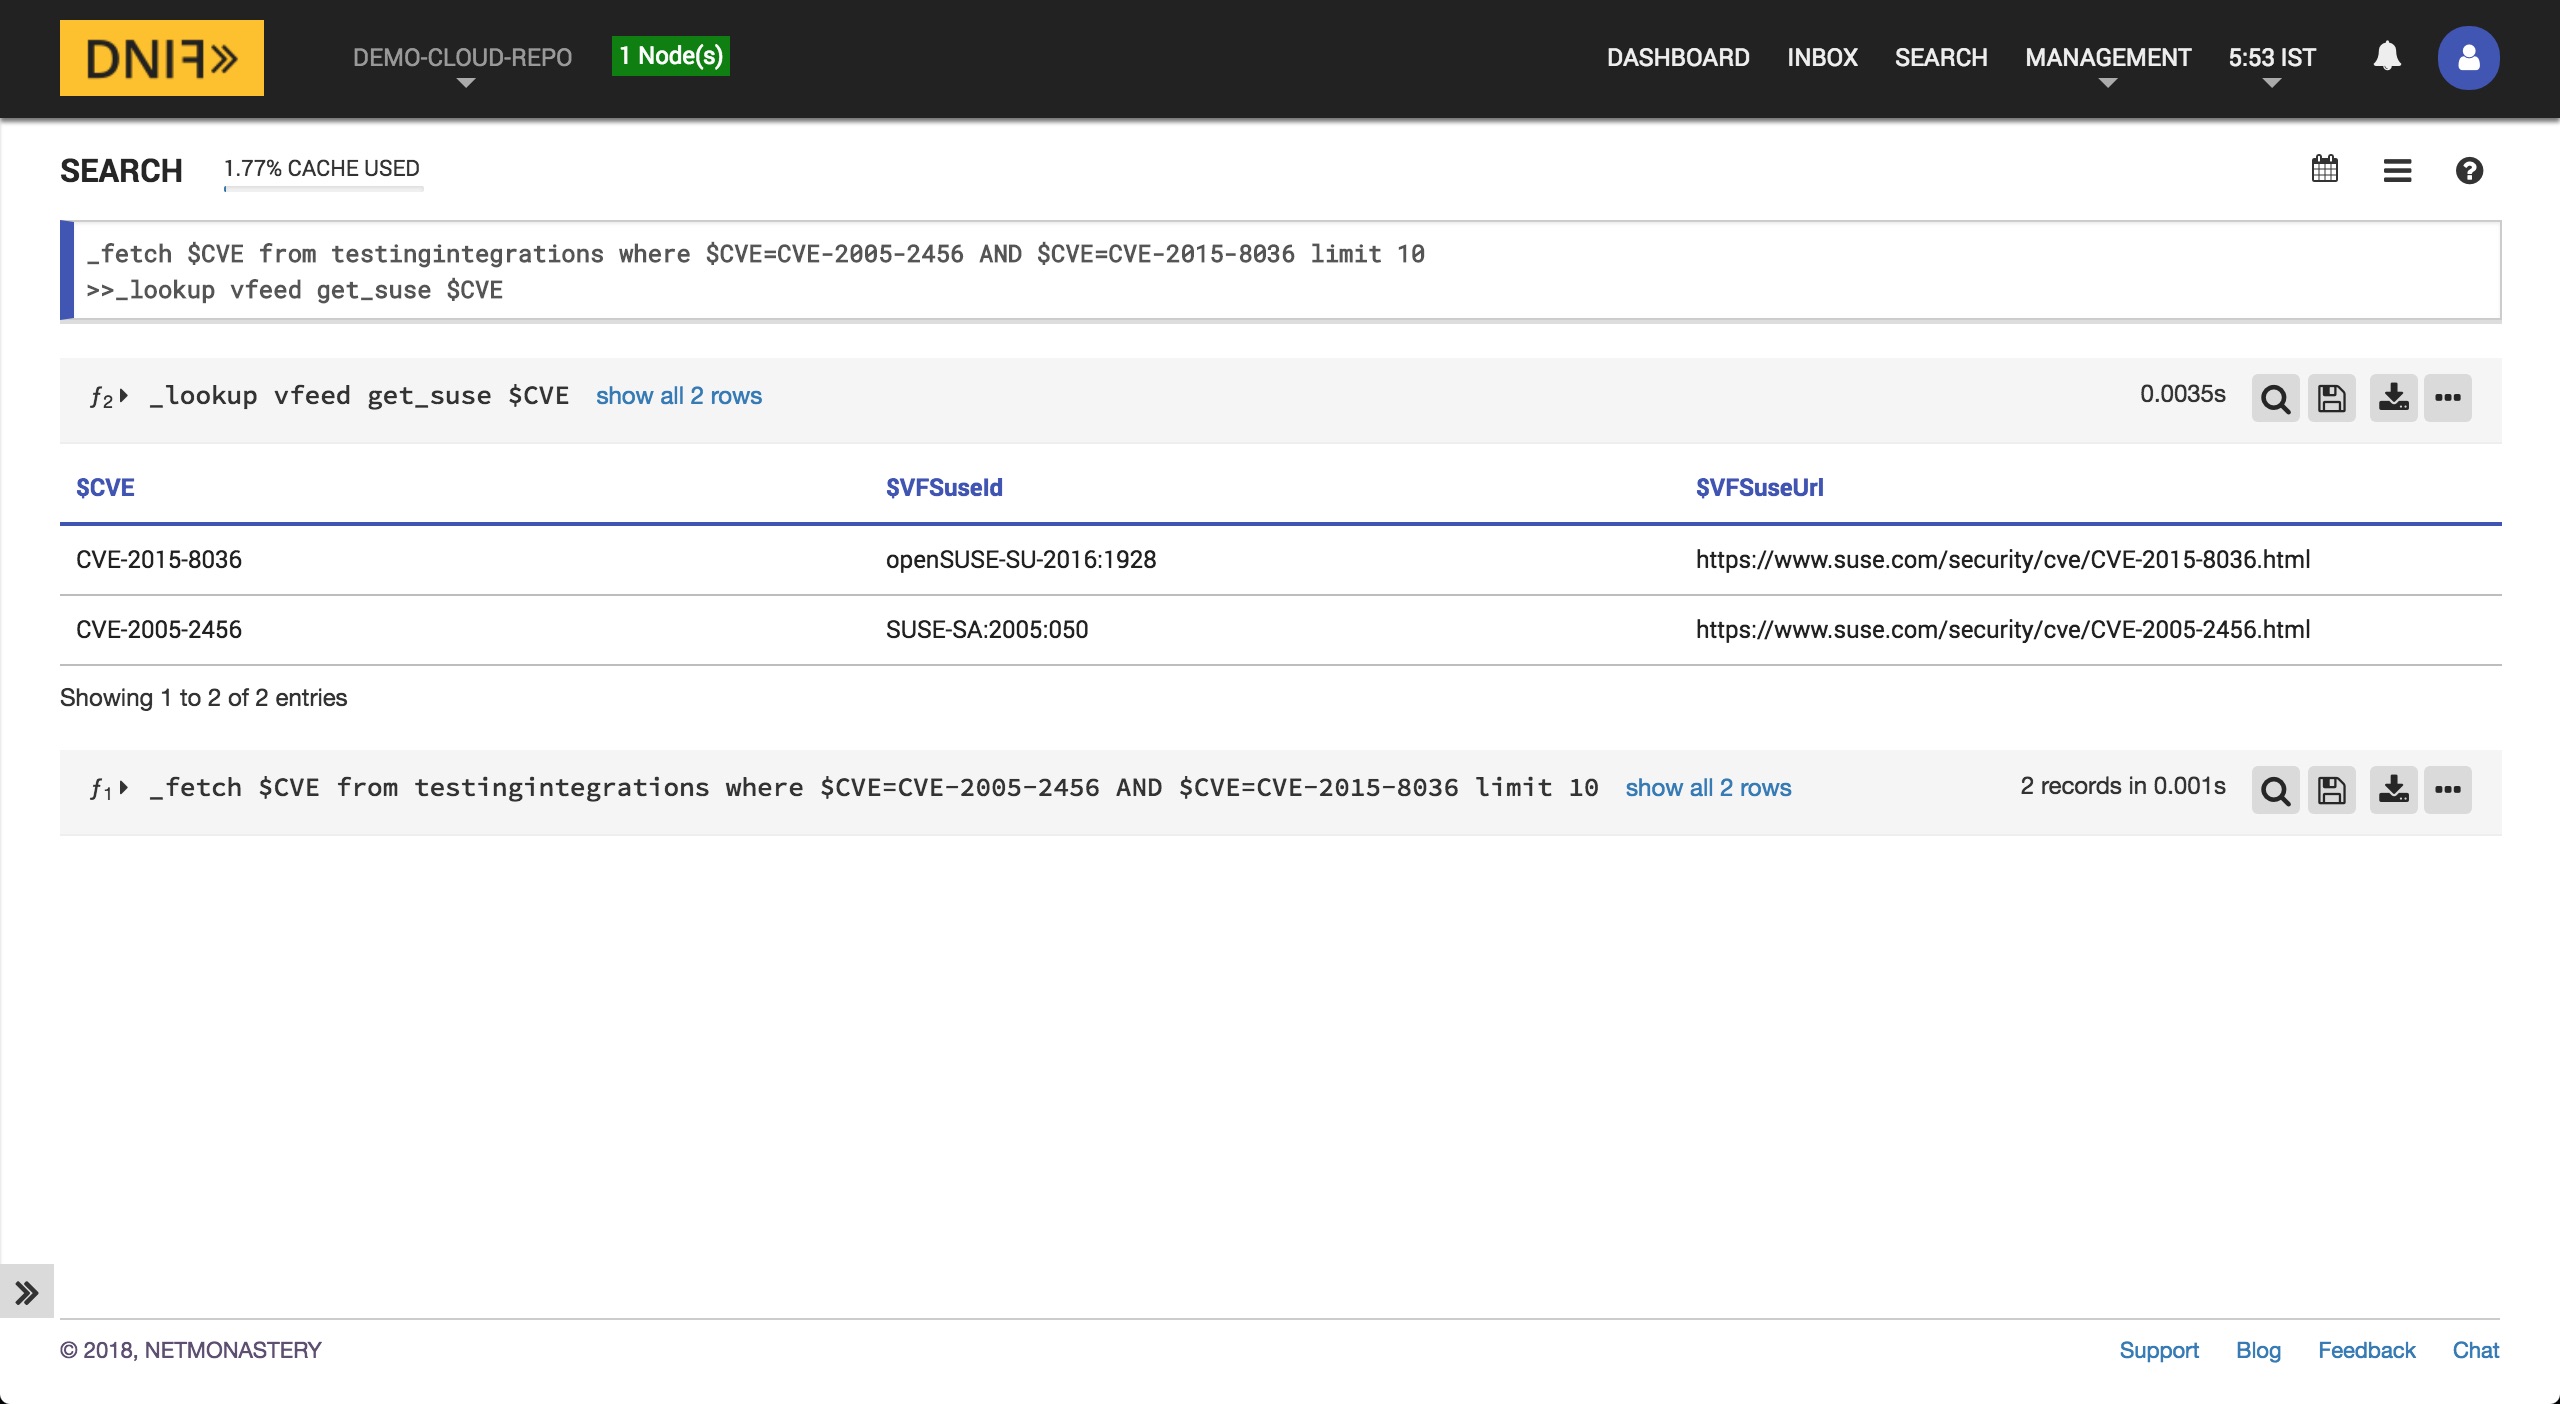 DNIF»
DEMO-CLOUD-REPO
1 Node(s)
DASHBOARD INBOX SEARCH MANAGEMENT 5:53 IST
SEARCH 1.77% CACHE USED
_fetch $CVE from testingintegrations where $CVE=CVE-2005-2456 AND $CVE=CVE-2015-8036 limit 10
>>_lookup vfeed get_suse $CVE
ƒ2 _lookup vfeed get_suse $CVE show all 2 rows 0.0035s
$CVE $VFSuseId $VFSuseUrl
CVE-2015-8036 openSUSE-SU-2016:1928 https://www.suse.com/security/cve/CVE-2015-8036.html
CVE-2005-2456 SUSE-SA:2005:050 https://www.suse.com/security/cve/CVE-2005-2456.html
Showing 1 to 2 of 2 entries
ƒ1 _fetch $CVE from testingintegrations where $CVE=CVE-2005-2456 AND $CVE=CVE-2015-8036 limit 10 show all 2 rows 2 records in 0.001s
© 2018, NETMONASTERY Support Blog Feedback Chat